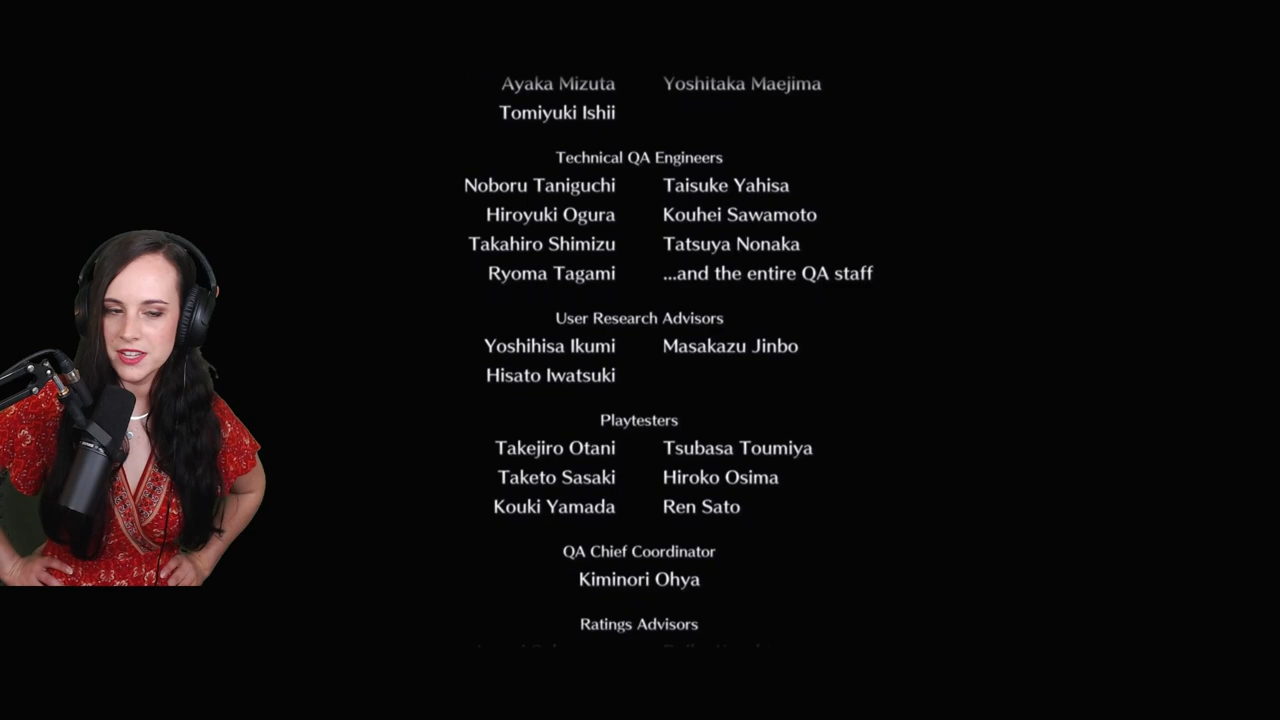 Ayaka Mizuta Yoshitaka Maejima
Tomiyuki Ishii
Technical QA Engineers
Noboru Taniguchi Taisuke Yahisa
Hiroyuki Ogura Kouhei Sawamoto
Takahiro Shimizu Tatsuya Nonaka
Ryoma Tagami ...and the entire QA staff
User Research Advisors
Yoshihisa Ikumi Masakazu Jinbo
Hisato Iwatsuki
Playtesters
Takejiro Otani Tsubasa Toumiya
Taketo Sasaki Hiroko Osima
Kouki Yamada Ren Sato
QA Chief Coordinator
Kiminori Ohya
Ratings Advisors